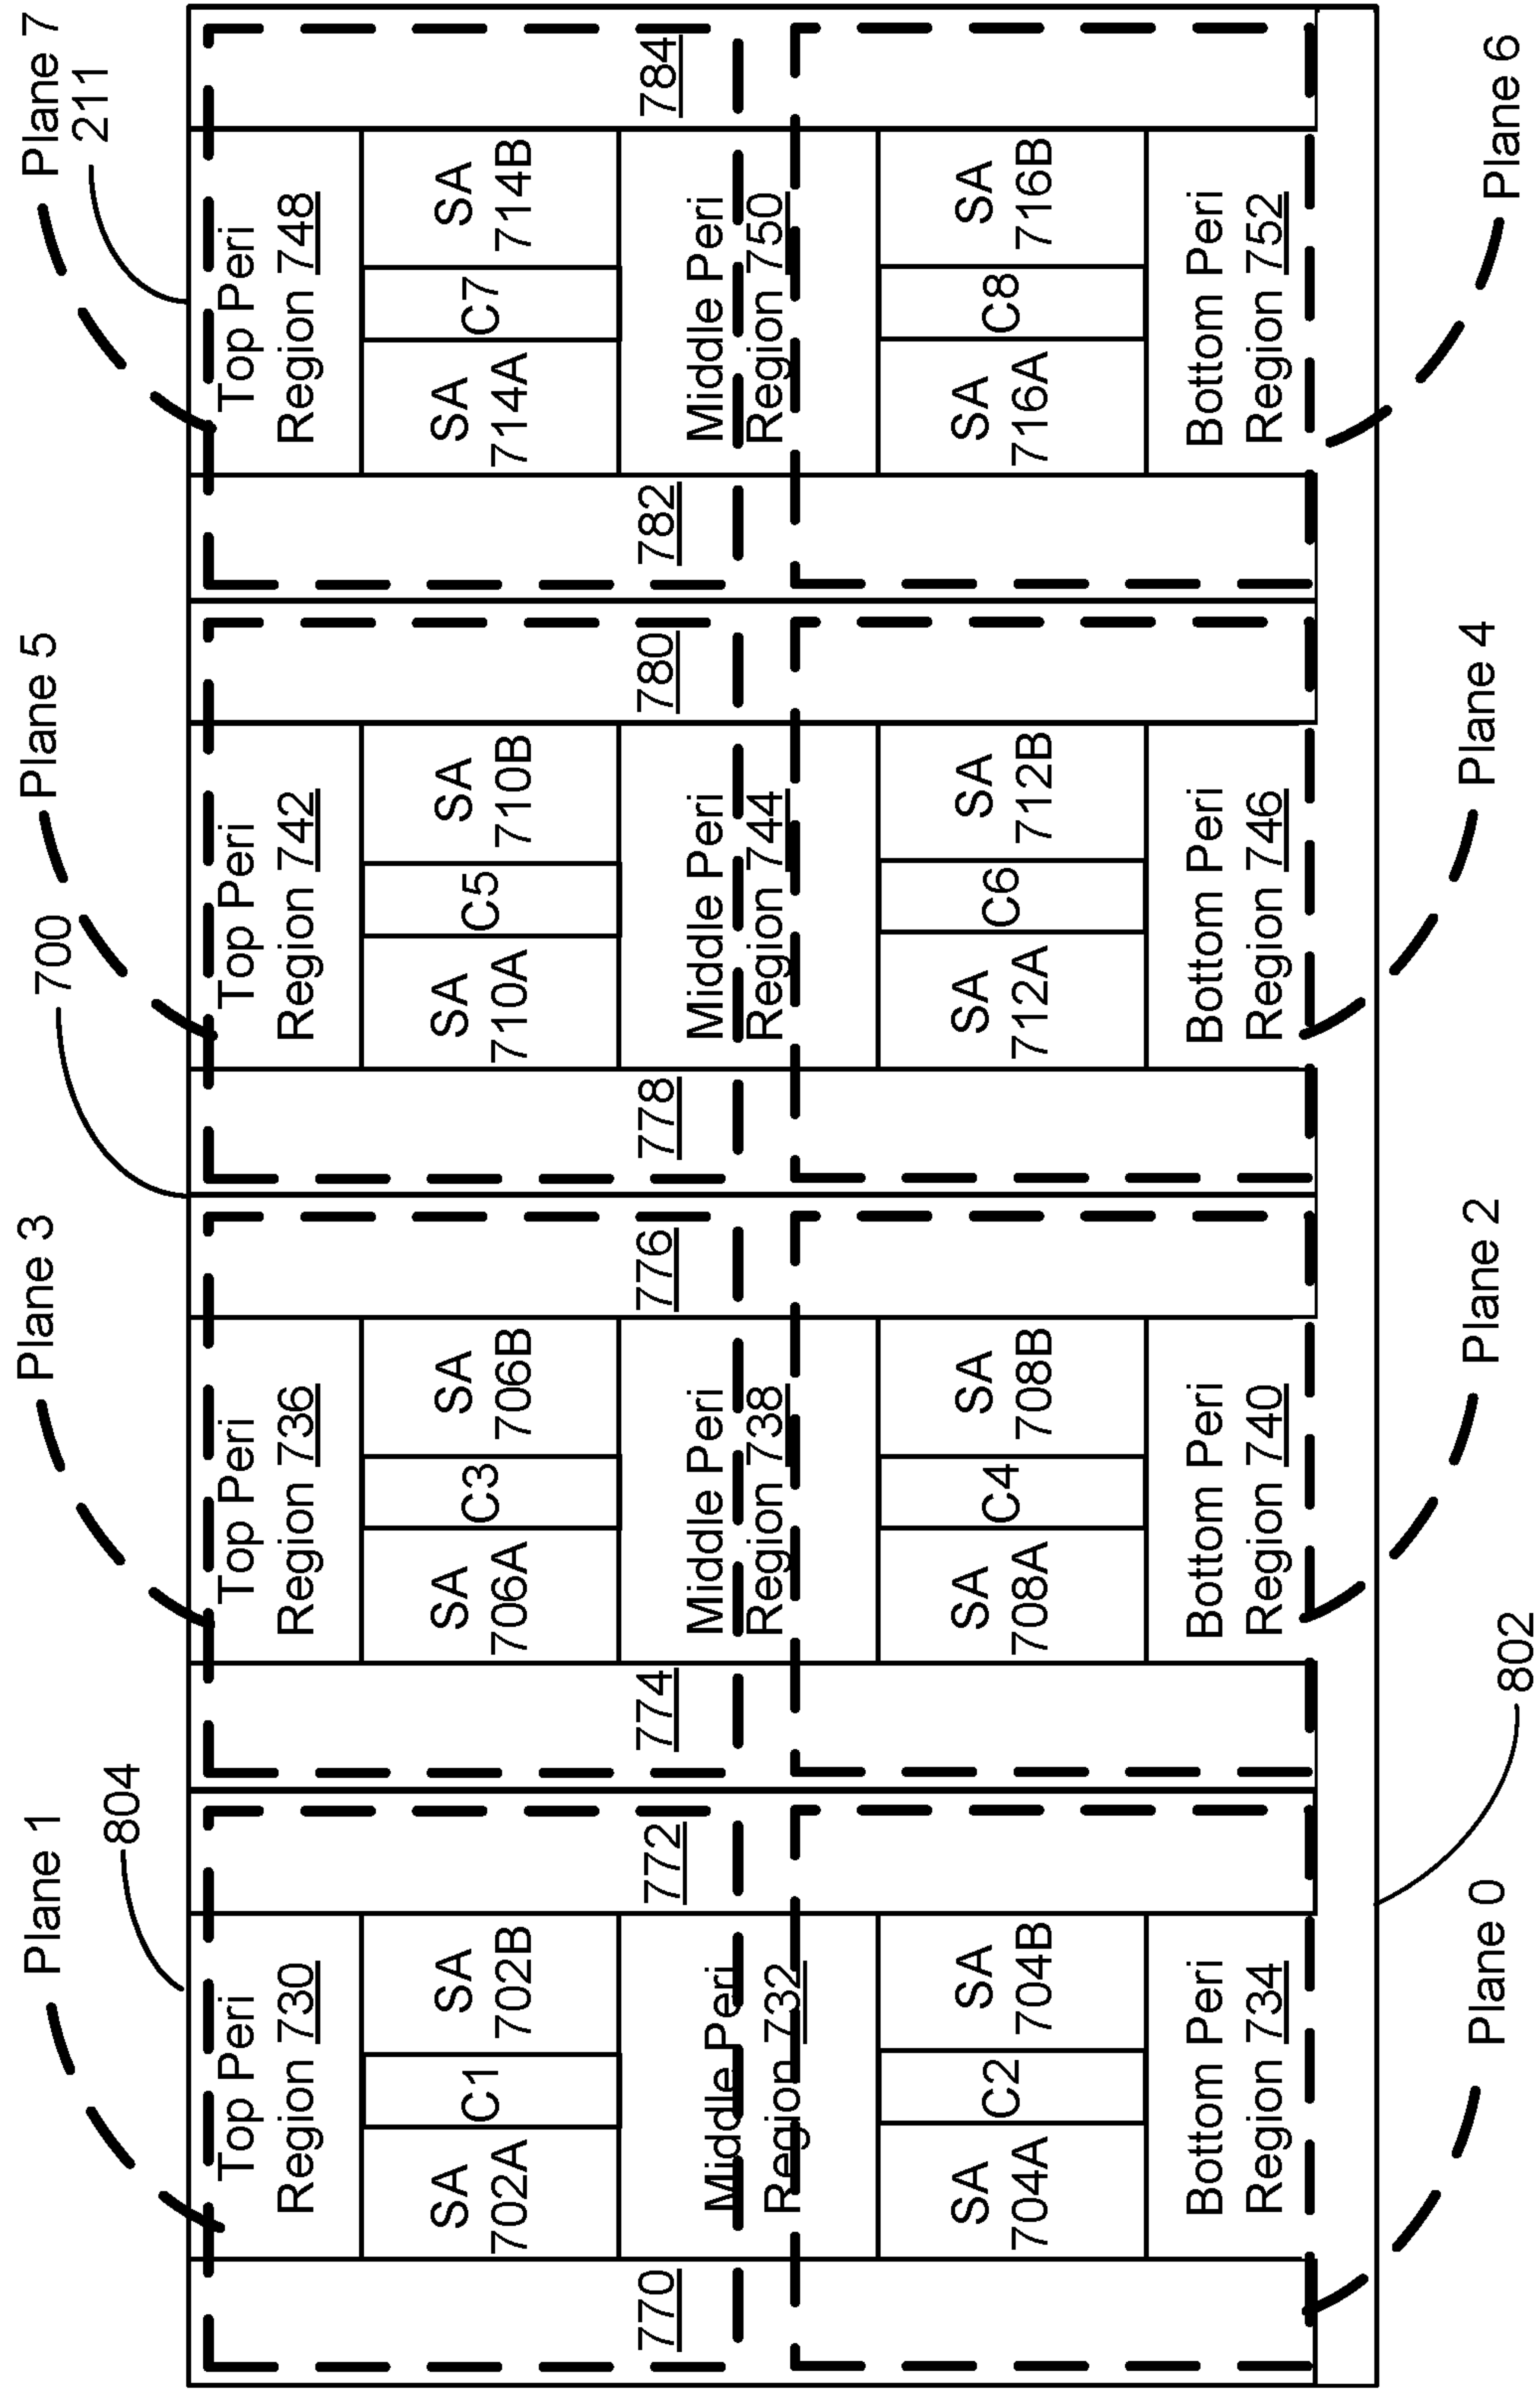 Plane 1
804
Plane 3
700
Plane 5
Plane 7
211
Top Peri
Region 730
Top Peri
Region 736
Top Peri
Region 742
Top Peri
Region 748
SA
702A
C1
SA
702B
SA
706A
C3
SA
706B
SA
710A
C5
SA
710B
SA
714A
C7
SA
714B
770
772
774
776
778
780
782
784
Middle Peri
Region 732
Middle Peri
Region 738
Middle Peri
Region 744
Middle Peri
Region 750
SA
704A
C2
SA
704B
SA
708A
C4
SA
708B
SA
712A
C6
SA
712B
SA
716A
C8
SA
716B
Bottom Peri
Region 734
Bottom Peri
Region 740
Bottom Peri
Region 746
Bottom Peri
Region 752
Plane 0
802
Plane 2
Plane 4
Plane 6